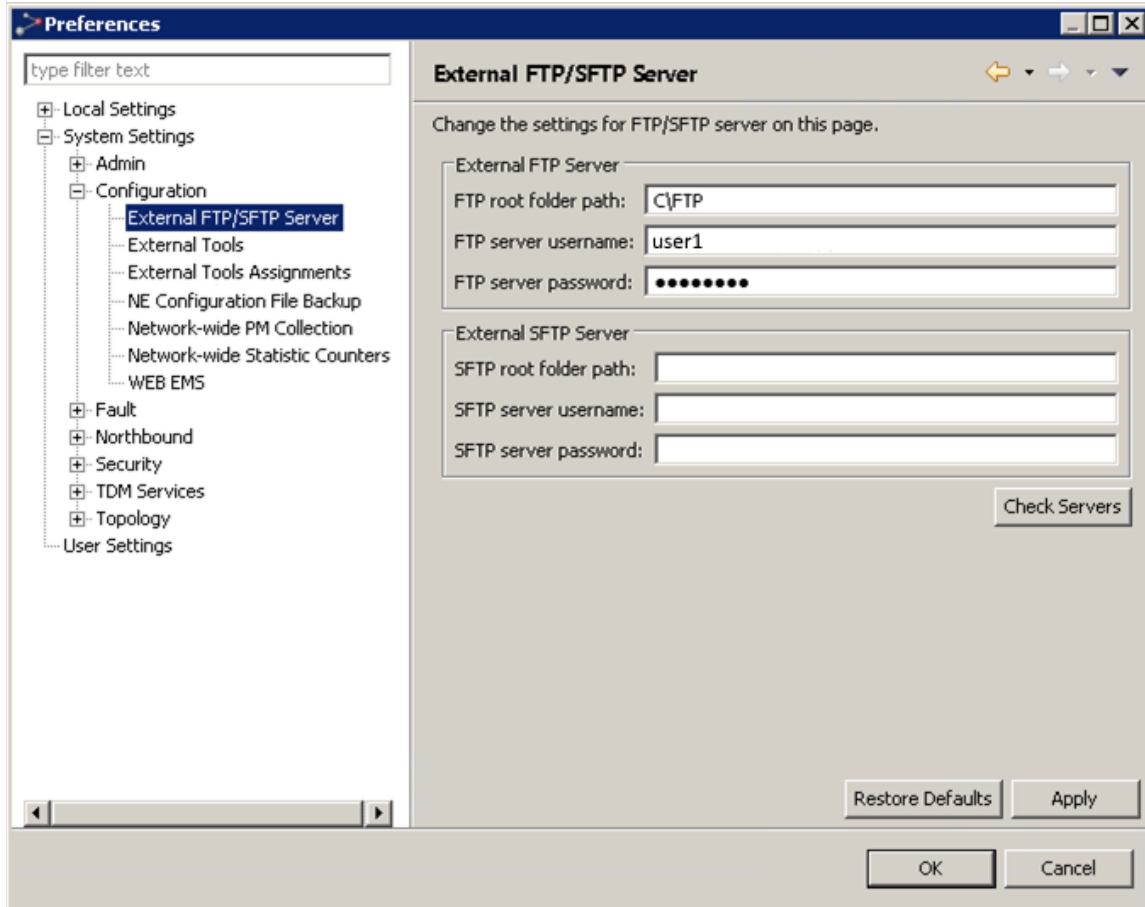 Preferences
type filter text
Local Settings
System Settings
Admin
Configuration
External FTP/SFTP Server
External Tools
External Tools Assignments
NE Configuration File Backup
Network-wide PM Collection
Network-wide Statistic Counters
WEB EMS
Fault
Northbound
Security
TDM Services
Topology
User Settings
External FTP/SFTP Server
Change the settings for FTP/SFTP server on this page.
External FTP Server
FTP root folder path: C\FTP
FTP server username: user1
FTP server password: ●●●●●●●●
External SFTP Server
SFTP root folder path:
SFTP server username:
SFTP server password:
Check Servers
Restore Defaults Apply
OK Cancel